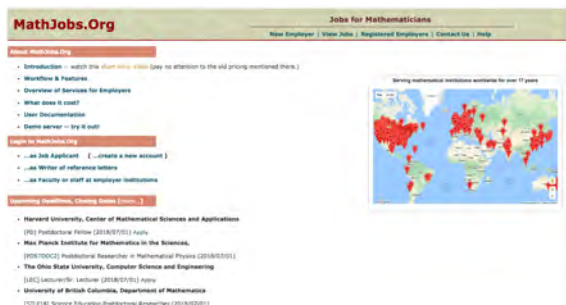 MathJobs.Org
Jobs for Mathematicians
New Employer | View Jobs | Registered Employers | Contact Us | Help
About MathJobs.Org
Introduction -- watch this short intro video (pay no attention to the old pricing mentioned there.)
Workflow & Features
Overview of Services for Employers
What does it cost?
User Documentation
Demo server -- try it out!
Serving mathematical institutions worldwide for over 17 years
Login to MathJobs.Org
...as Job Applicant ( ...create a new account )
...as Writer of reference letters
...as Faculty or staff at employer institutions
Upcoming Deadlines, Closing Dates (more...)
Harvard University, Center of Mathematical Sciences and Applications
[PD] Postdoctoral Fellow (2018/07/01) Apply
Max Planck Institute for Mathematics in the Sciences,
[POSTDOC2] Postdoctoral Researcher in Mathematical Physics (2018/07/01)
The Ohio State University, Computer Science and Engineering
[LEC] Lecturer/Sr. Lecturer (2018/07/01) Apply
University of British Columbia, Department of Mathematics
Science Education Postdoctoral Researcher (2018/07/01)